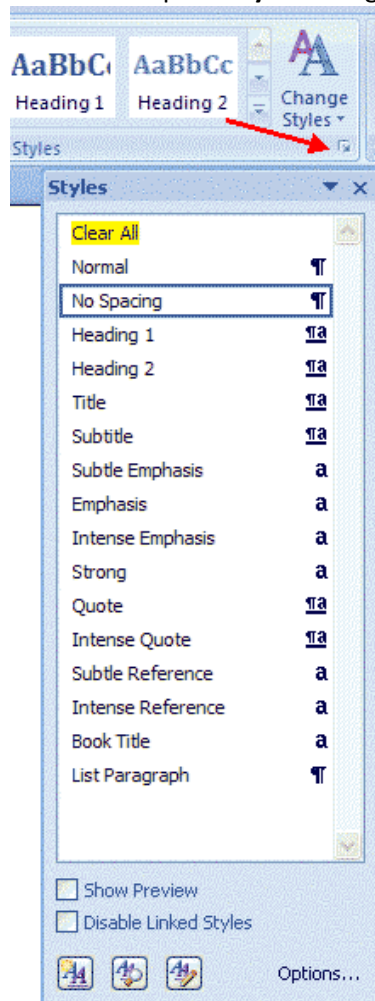 AaBbC AaBbCc
Heading 1 Heading 2 Change Styles
Styles
Styles
Clear All
Normal ¶
No Spacing ¶
Heading 1 ¶a
Heading 2 ¶a
Title ¶a
Subtitle ¶a
Subtle Emphasis a
Emphasis a
Intense Emphasis a
Strong a
Quote ¶a
Intense Quote ¶a
Subtle Reference a
Intense Reference a
Book Title a
List Paragraph ¶
Show Preview
Disable Linked Styles
Options...